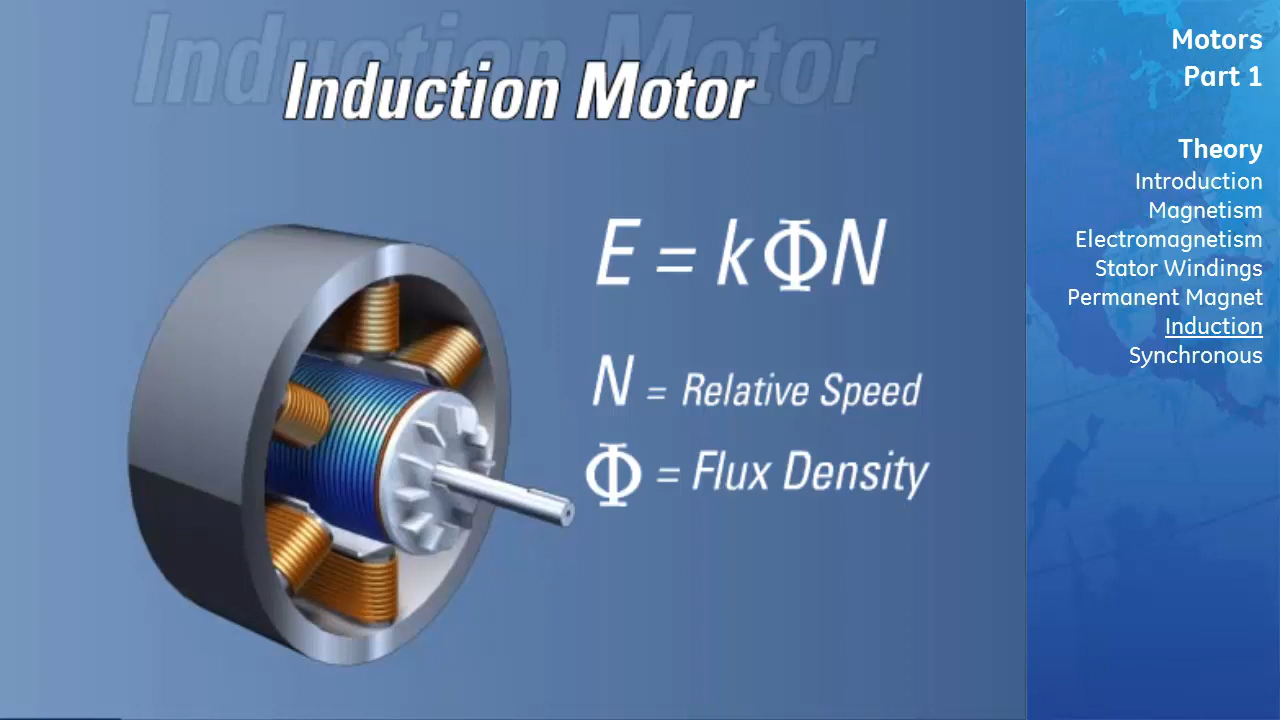 Induction Motor
Induction Motor
E = kΦN
N = Relative Speed
Φ = Flux Density
Motors
Part 1
Theory
Introduction
Magnetism
Electromagnetism
Stator Windings
Permanent Magnet
Induction
Synchronous